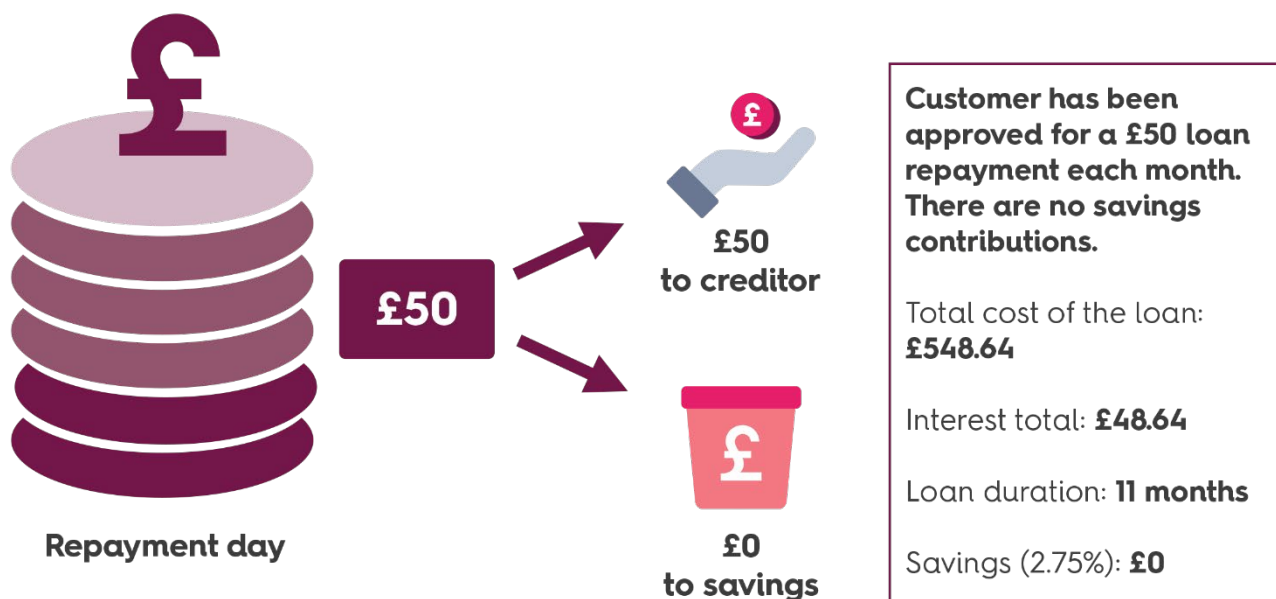 £
£50
Repayment day
£
£50
to creditor
£
£0
to savings
Customer has been
approved for a £50 loan
repayment each month.
There are no savings
contributions.
Total cost of the loan:
£548.64
Interest total: £48.64
Loan duration: 11 months
Savings (2.75%): £0